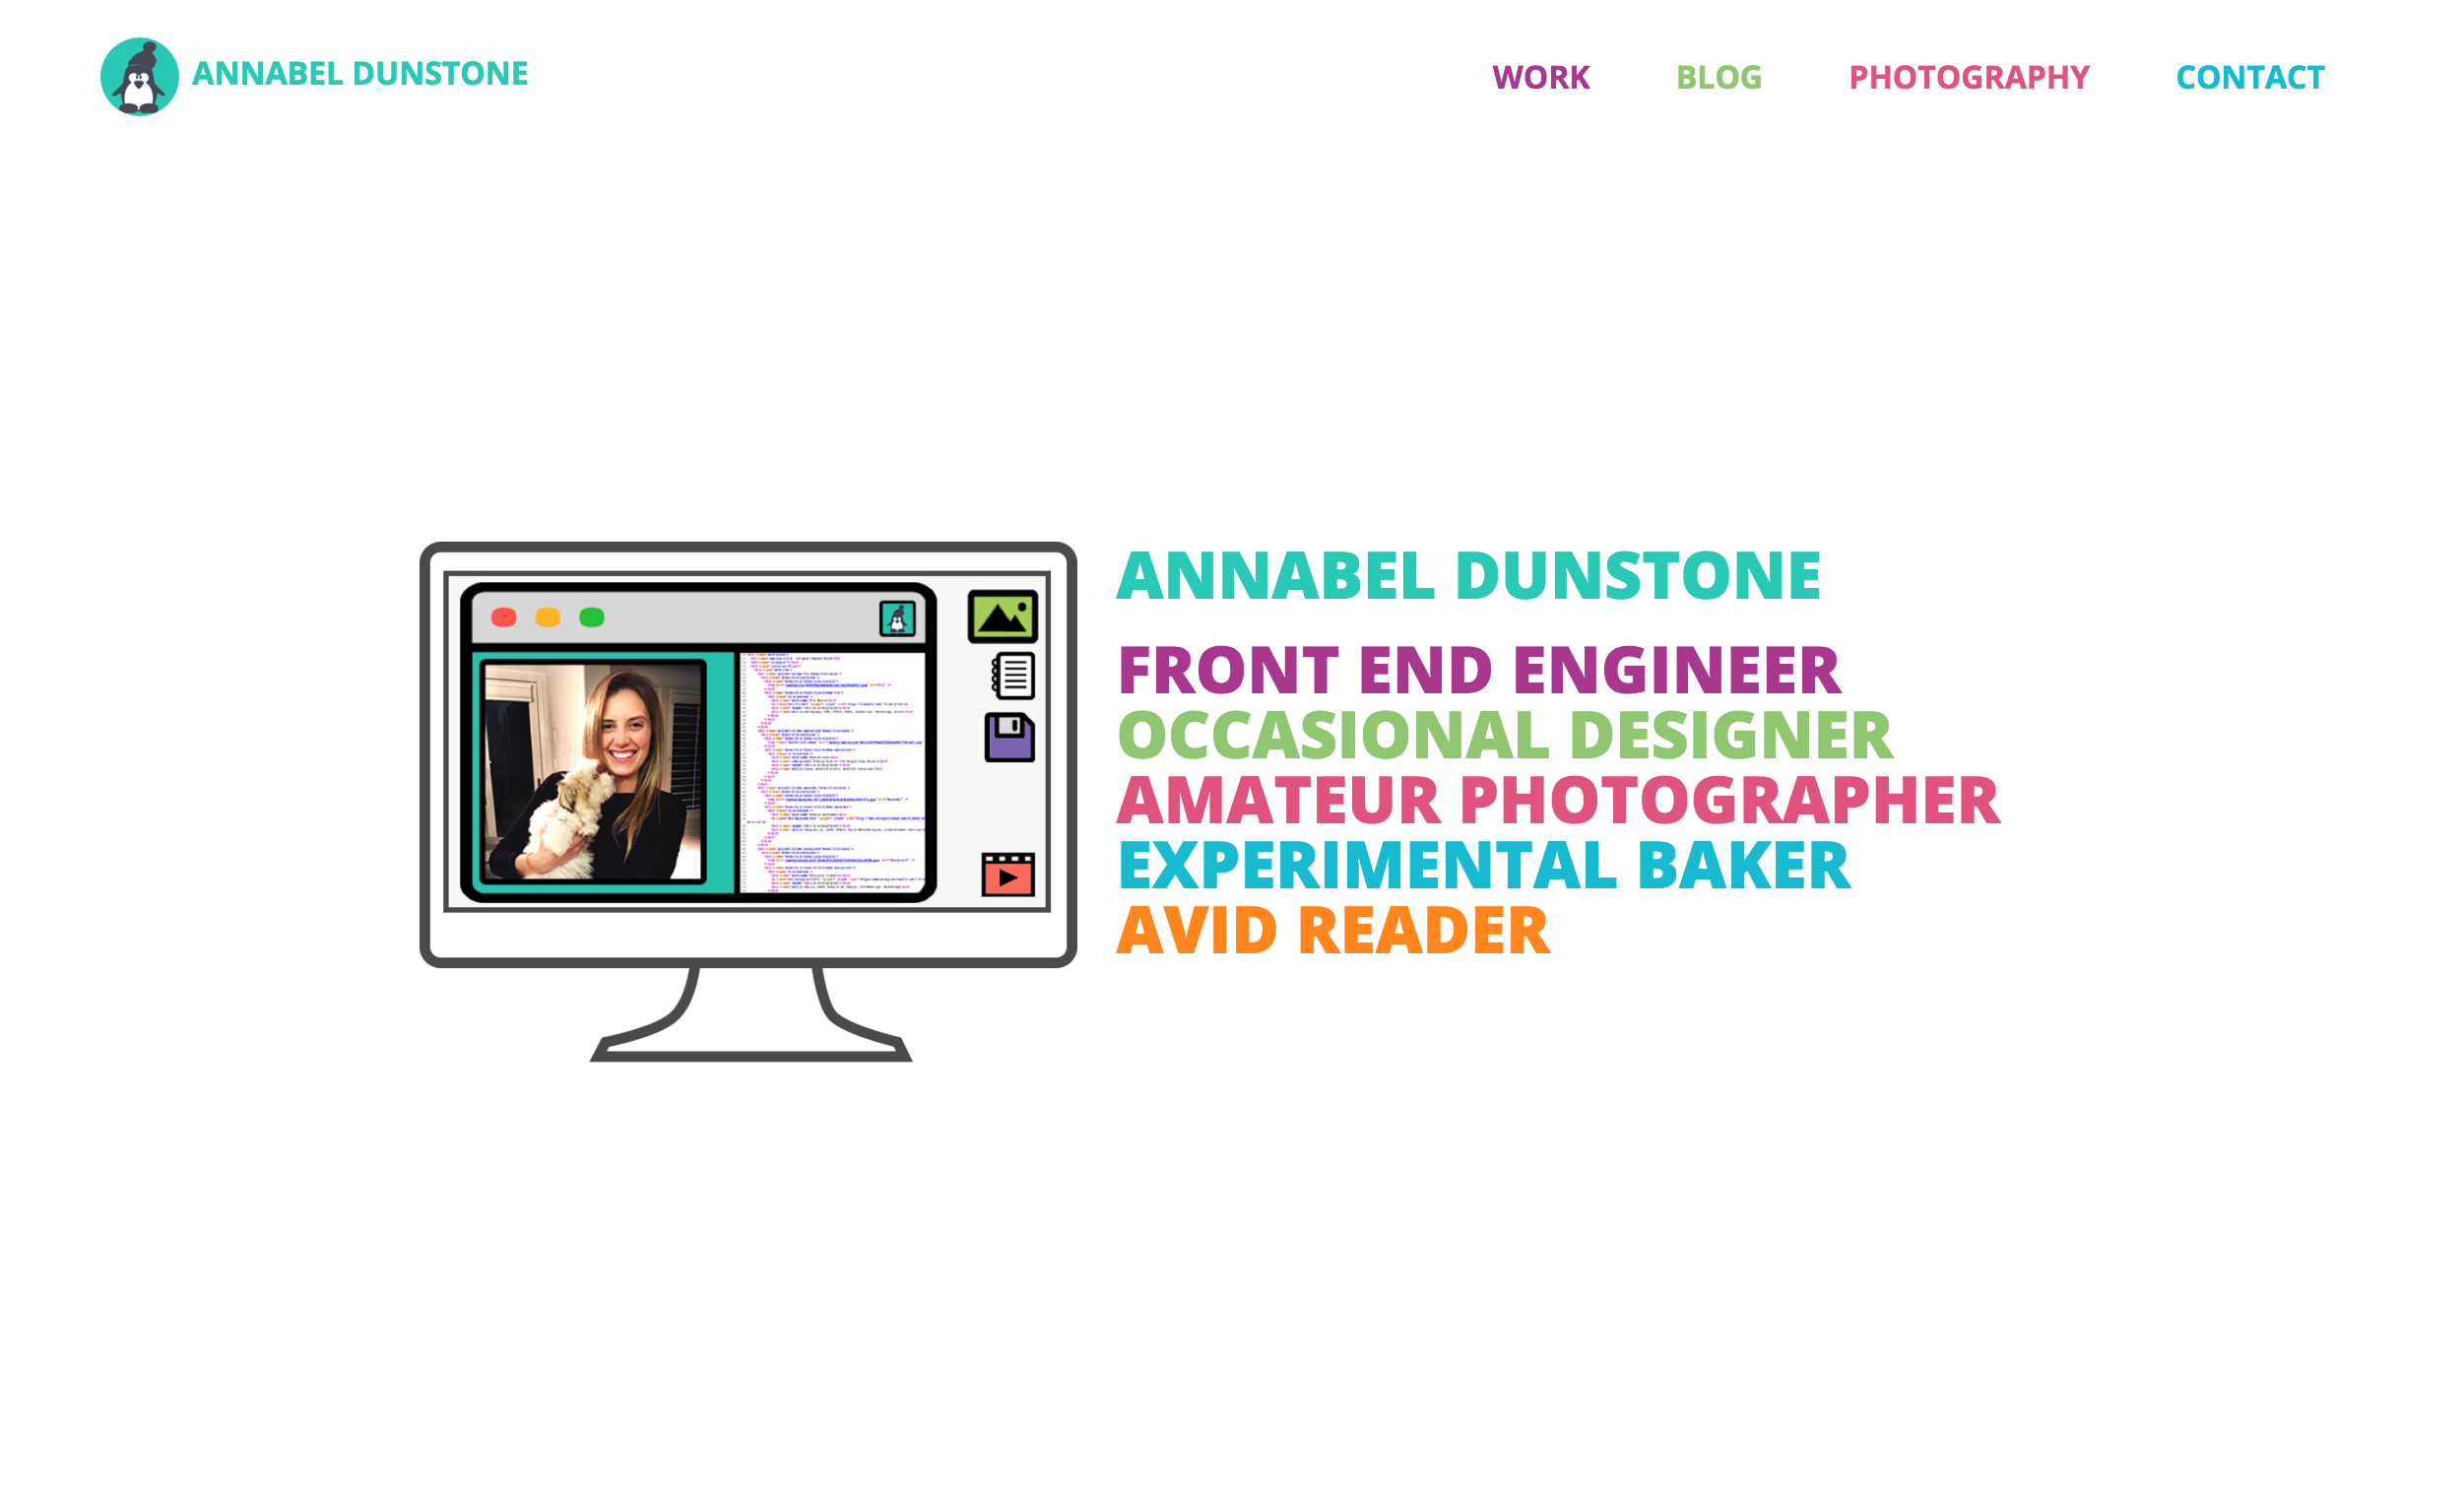 ANNABEL DUNSTONE
WORK BLOG PHOTOGRAPHY CONTACT
ANNABEL DUNSTONE
FRONT END ENGINEER
OCCASIONAL DESIGNER
AMATEUR PHOTOGRAPHER
EXPERIMENTAL BAKER
AVID READER